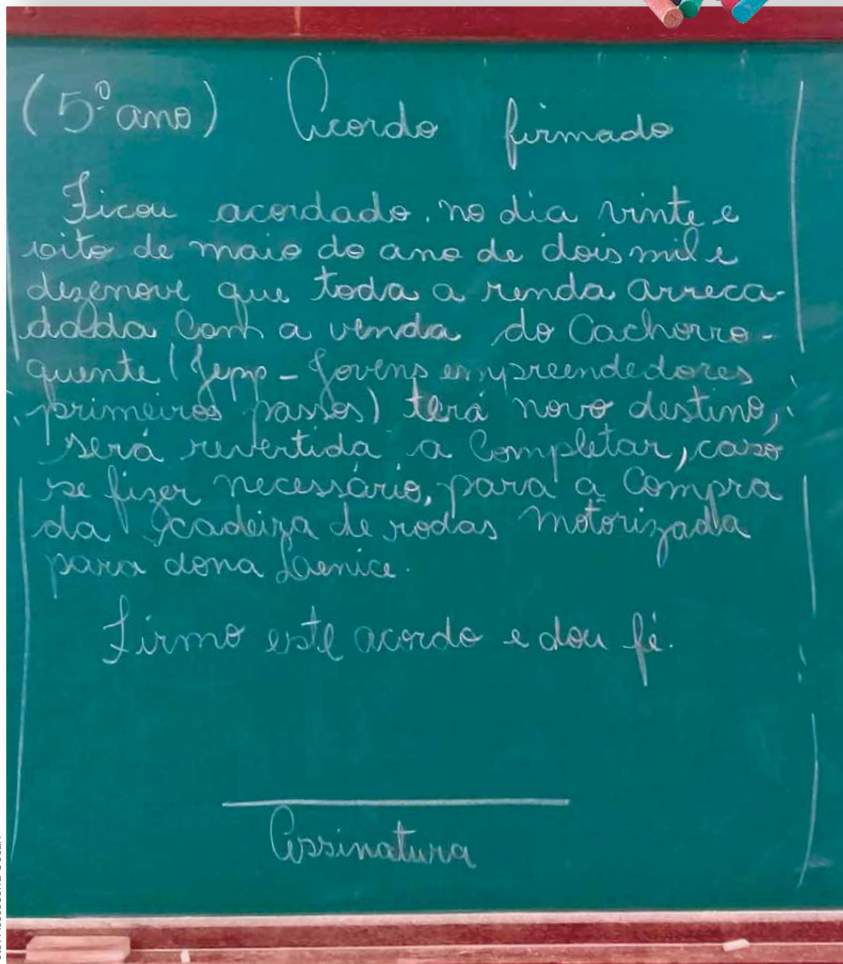 (5º ano) Acordo firmado
Ficou acordado, no dia vinte e
oito de maio do ano de dois mil e
dezenove que toda a renda arreca-
dada com a venda do Cachorro-
quente (Jepp - Jovens empreendedores
primeiros passos) terá novo destino,
será revertida a Completar, caso
se fizer necessário, para a Compra
da cadeira de rodas motorizada
para dona
Firmo este acordo e dou fé.
Assinatura